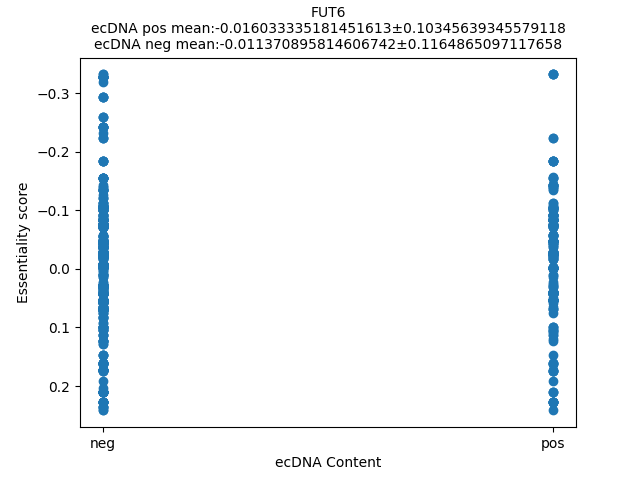 FUT6
ecDNA pos mean:-0.016033335181451613±0.10345639345579118
ecDNA neg mean:-0.011370895814606742±0.1164865097117658
−0.3
−0.2
−0.1
0.0
0.1
0.2
Essentiality score
neg
pos
ecDNA Content